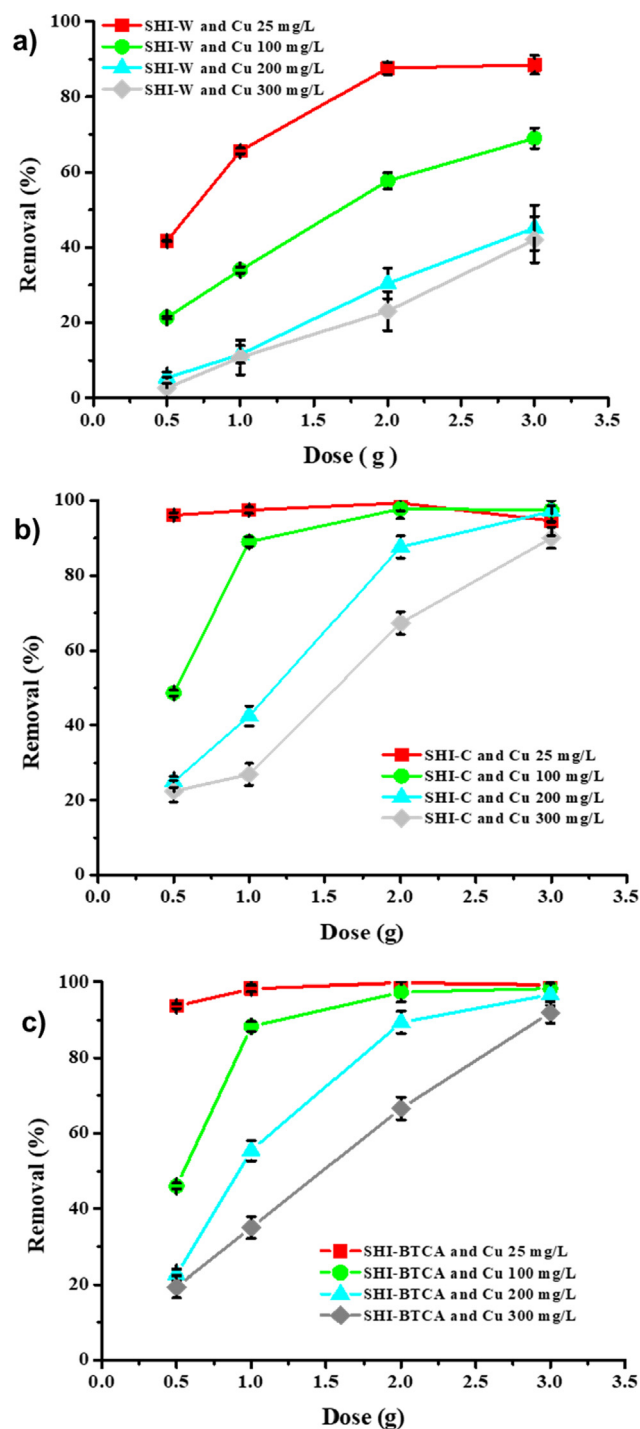 a)
SHI-W and Cu 25 mg/L
SHI-W and Cu 100 mg/L
SHI-W and Cu 200 mg/L
SHI-W and Cu 300 mg/L
100
80
60
40
20
0
Removal (%)
0.0 0.5 1.0 1.5 2.0 2.5 3.0 3.5
Dose ( g )
b)
100
80
60
40
20
0
Removal (%)
SHI-C and Cu 25 mg/L
SHI-C and Cu 100 mg/L
SHI-C and Cu 200 mg/L
SHI-C and Cu 300 mg/L
0.0 0.5 1.0 1.5 2.0 2.5 3.0 3.5
Dose (g)
c)
100
80
60
40
20
0
Removal (%)
SHI-BTCA and Cu 25 mg/L
SHI-BTCA and Cu 100 mg/L
SHI-BTCA and Cu 200 mg/L
SHI-BTCA and Cu 300 mg/L
0.0 0.5 1.0 1.5 2.0 2.5 3.0 3.5
Dose (g)